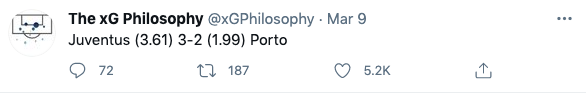 The xG Philosophy @xGPhilosophy · Mar 9
Juventus (3.61) 3-2 (1.99) Porto
72 187 5.2K